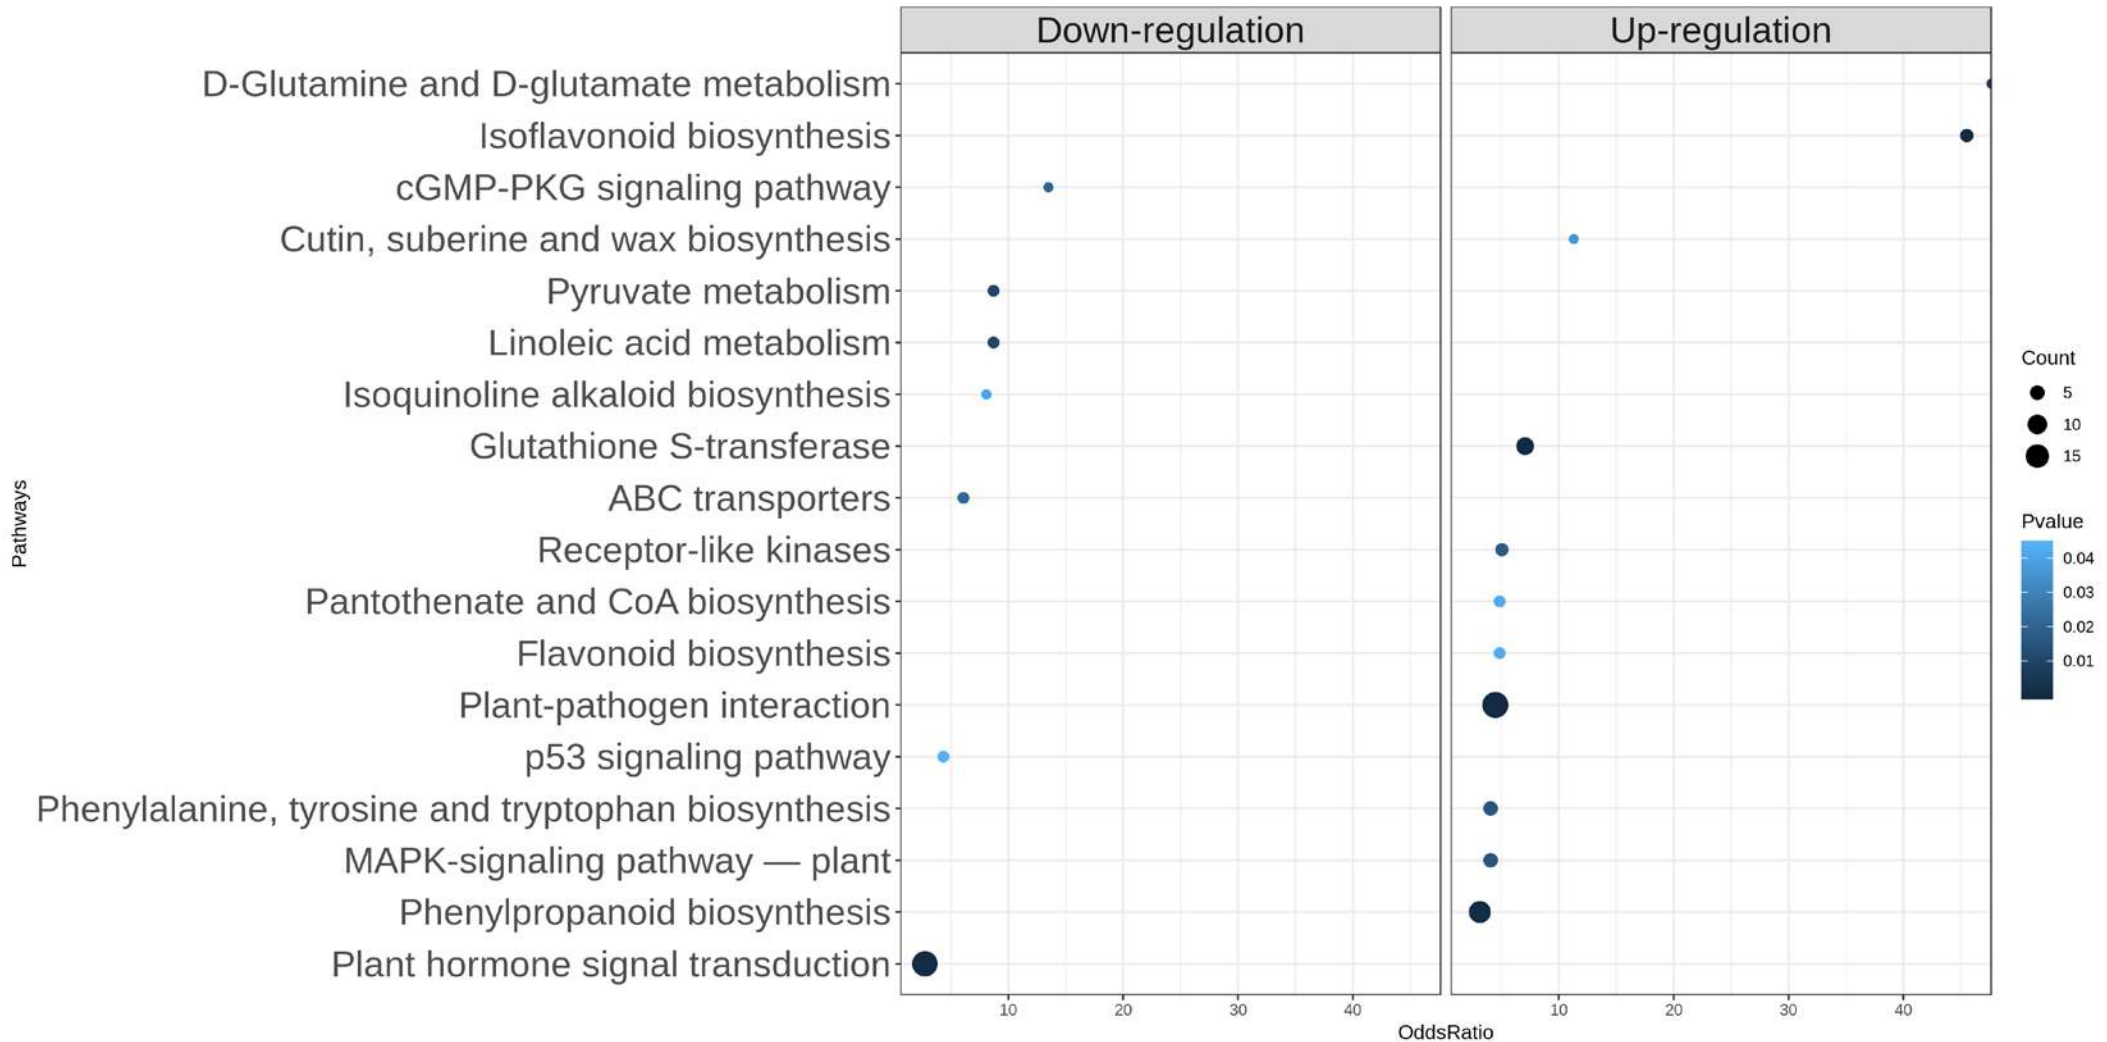 Down-regulation
Up-regulation
D-Glutamine and D-glutamate metabolism
Isoflavonoid biosynthesis
cGMP-PKG signaling pathway
Cutin, suberine and wax biosynthesis
Pyruvate metabolism
Linoleic acid metabolism
Isoquinoline alkaloid biosynthesis
Glutathione S-transferase
ABC transporters
Receptor-like kinases
Pantothenate and CoA biosynthesis
Flavonoid biosynthesis
Plant-pathogen interaction
p53 signaling pathway
Phenylalanine, tyrosine and tryptophan biosynthesis
MAPK-signaling pathway — plant
Phenylpropanoid biosynthesis
Plant hormone signal transduction
Pathways
10 20 30 40
10 20 30 40
OddsRatio
Count
5
10
15
Pvalue
0.04
0.03
0.02
0.01